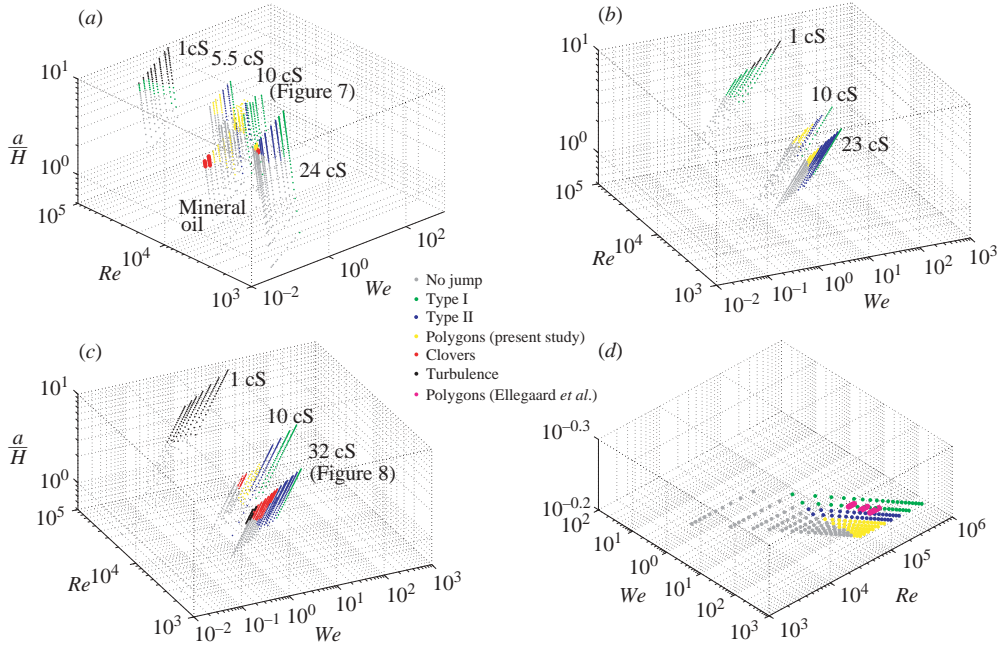 (a)
1cS
5.5 cS
10 cS
(Figure 7)
24 cS
Mineral
oil
10^1
10^0
10^5
a/H
Re
10^4
10^3
10^-2
10^0
10^2
We
(b)
1 cS
10 cS
23 cS
10^1
10^0
10^5
a/H
Re
10^4
10^3
10^-2
10^-1
10^0
10^1
10^2
10^3
We
No jump
Type I
Type II
Polygons (present study)
Clovers
Turbulence
Polygons (Ellegaard et al.)
(c)
1 cS
10 cS
32 cS
(Figure 8)
10^1
10^0
10^5
a/H
Re
10^4
10^3
10^-2
10^-1
10^0
10^1
10^2
10^3
We
(d)
10^-0.3
10^-0.2
10^2
10^1
10^0
10^1
10^2
10^3
We
10^3
10^4
10^5
10^6
Re